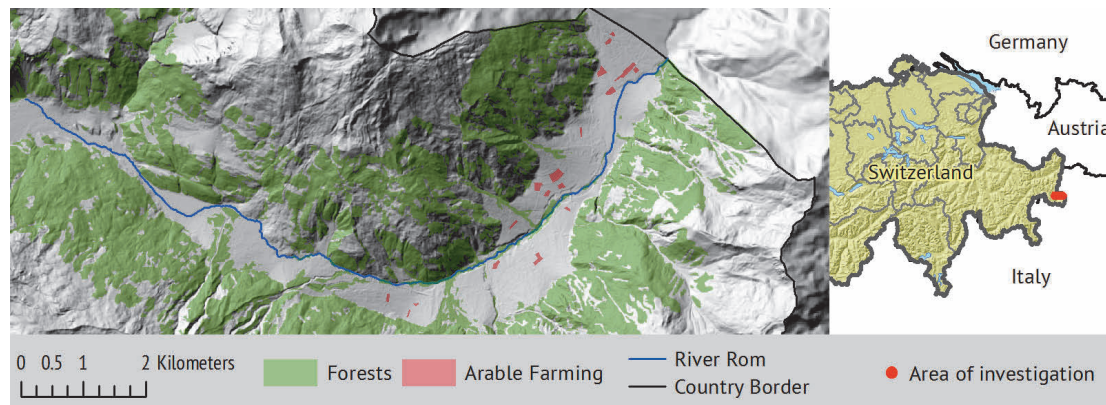 Germany
Austria
Switzerland
Italy
0 0.5 1 2 Kilometers
Forests
Arable Farming
River Rom
Country Border
Area of investigation